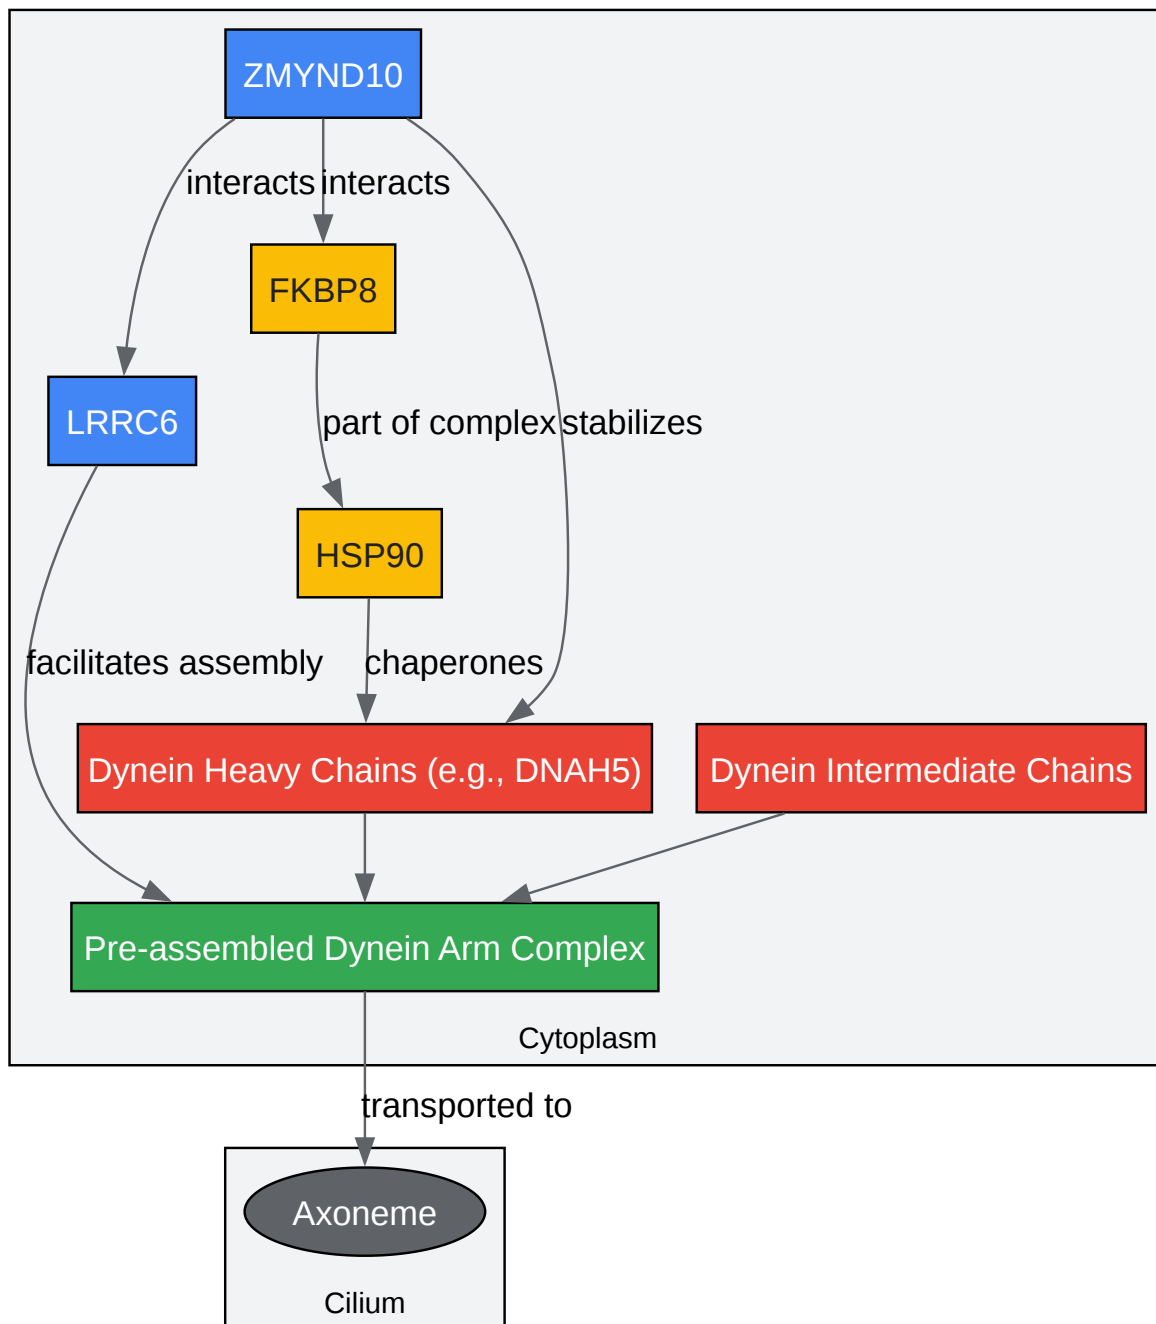 ZMYND10
interacts
interacts
FKBP8
LRRC6
part of complex
stabilizes
HSP90
facilitates assembly
chaperones
Dynein Heavy Chains (e.g., DNAH5)
Dynein Intermediate Chains
Pre-assembled Dynein Arm Complex
Cytoplasm
transported to
Axoneme
Cilium